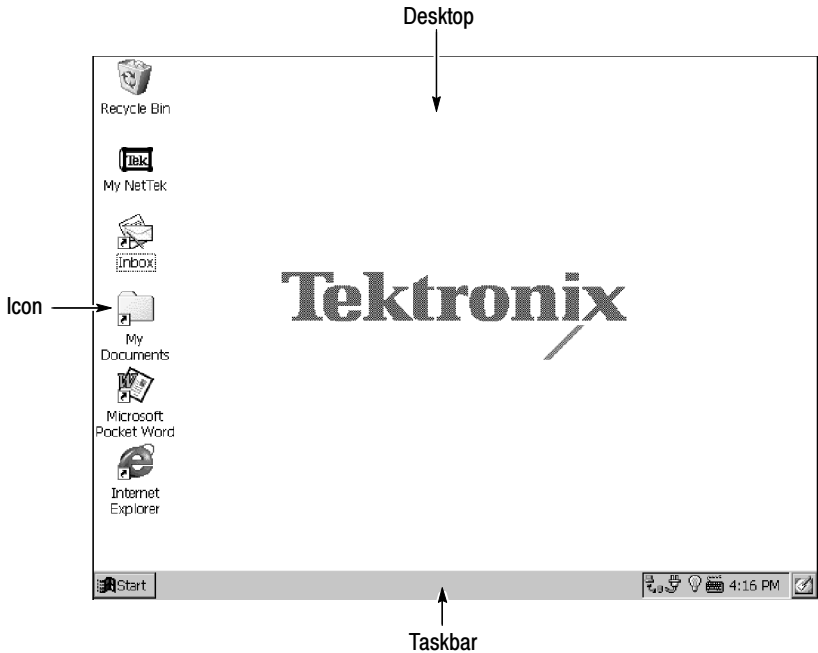 Desktop
Recycle Bin
Tek
My NetTek
Inbox
Icon
My
Documents
Microsoft
Pocket Word
Internet
Explorer
Tektronix
Start
4:16 PM
Taskbar